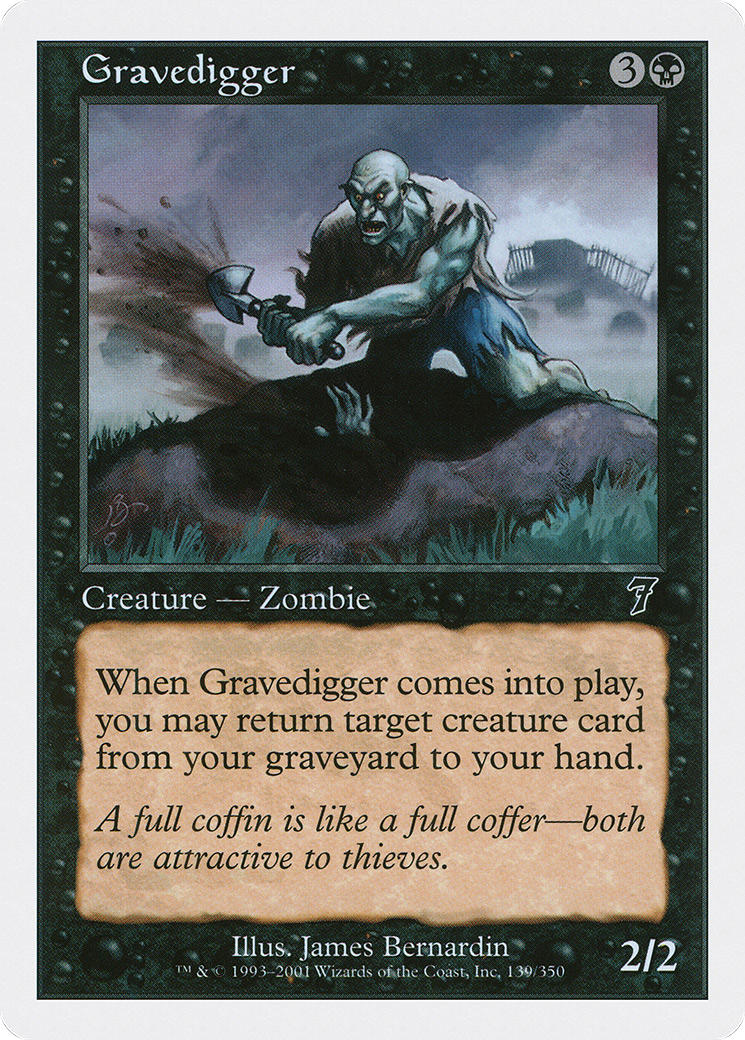 Gravedigger 3
Creature — Zombie
When Gravedigger comes into play,
you may return target creature card
from your graveyard to your hand.
A full coffin is like a full coffer—both
are attractive to thieves.
Illus. James Bernardin
™ & © 1993–2001 Wizards of the Coast, Inc. 139/350
2/2